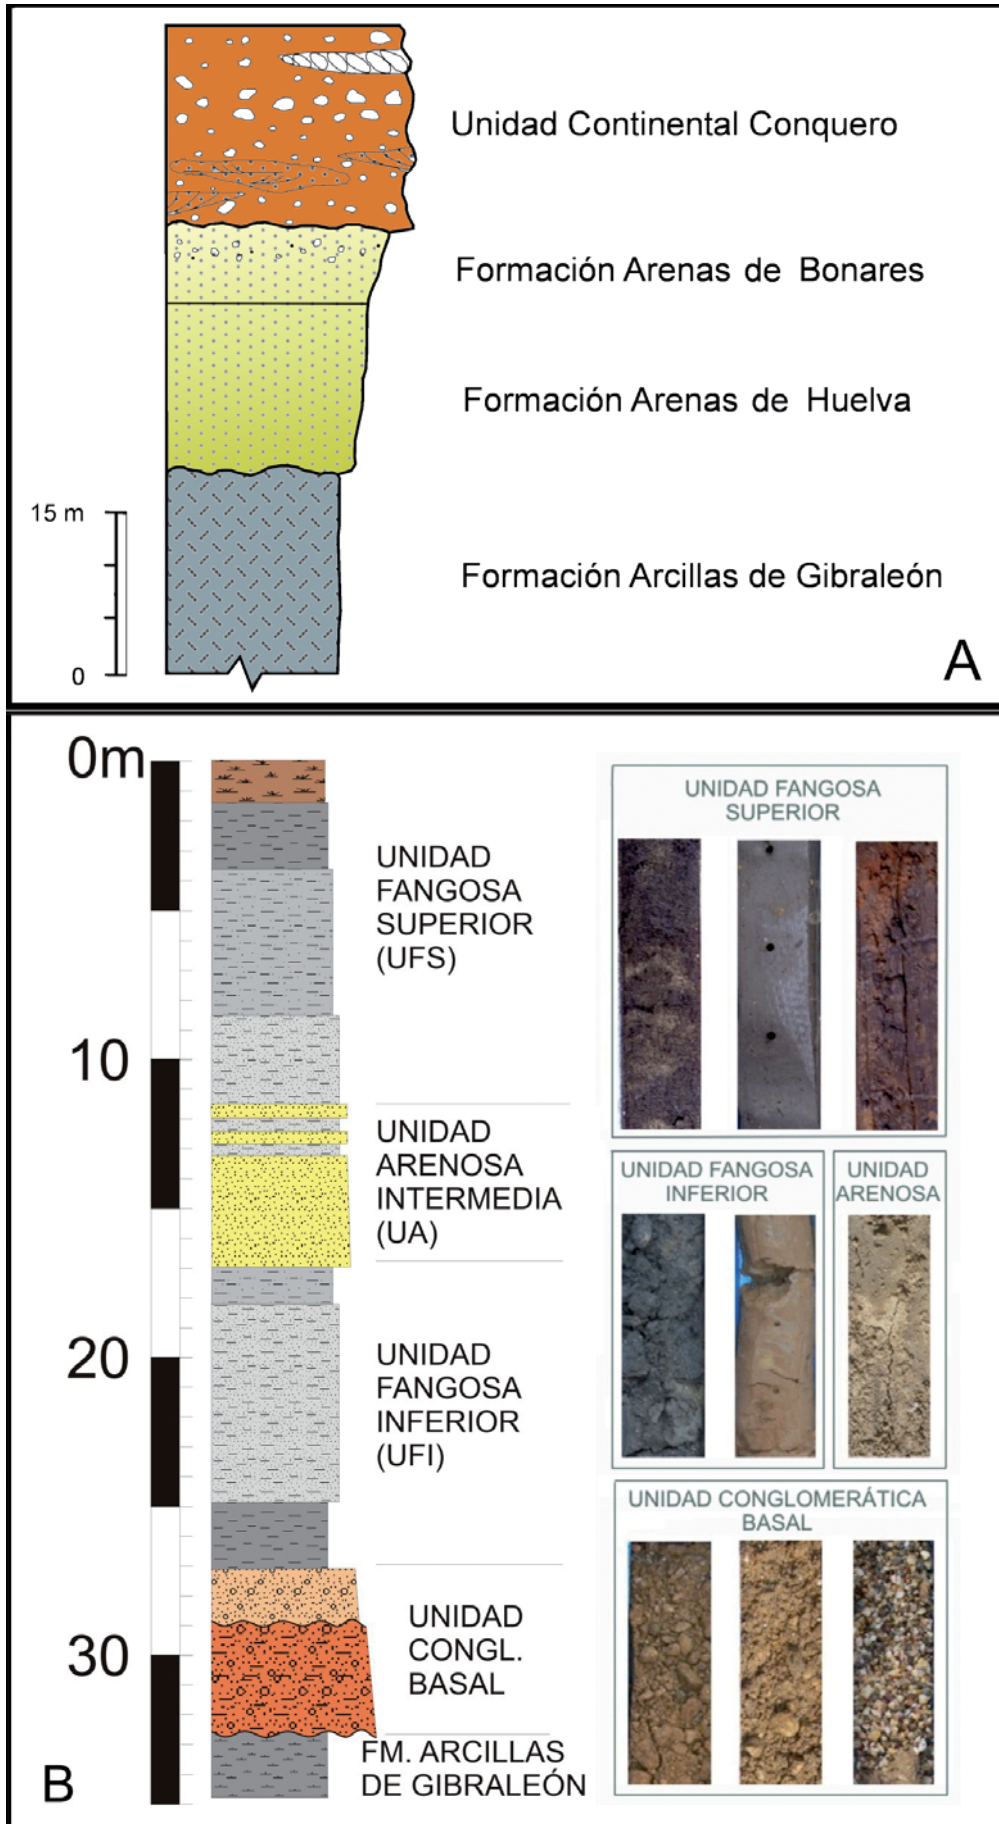 Unidad Continental Conquero
Formación Arenas de Bonares
Formación Arenas de Huelva
15 m
Formación Arcillas de Gibraleón
0
A
0m
10
20
30
UNIDAD
FANGOSA
SUPERIOR
(UFS)
UNIDAD
ARENOSA
INTERMEDIA
(UA)
UNIDAD
FANGOSA
INFERIOR
(UFI)
UNIDAD
CONGL.
BASAL
FM. ARCILLAS
DE GIBRALEÓN
UNIDAD FANGOSA
SUPERIOR
UNIDAD FANGOSA
INFERIOR
UNIDAD
ARENOSA
UNIDAD CONGLOMERÁTICA
BASAL
B